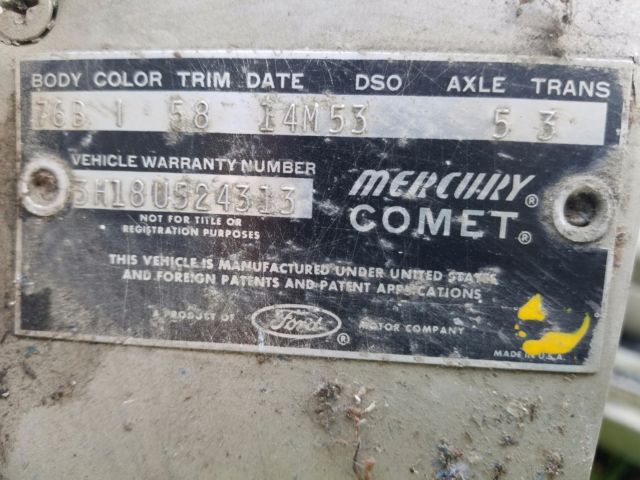 BODY COLOR TRIM DATE DSO AXLE TRANS
76B I 58 14M 53 5 3
VEHICLE WARRANTY NUMBER
3H18U524313
NOT FOR TITLE OR
REGISTRATION PURPOSES
MERCURY®
COMET®
THIS VEHICLE IS MANUFACTURED UNDER UNITED STATES
AND FOREIGN PATENTS AND PATENT APPLICATIONS
A PRODUCT OF Ford® MOTOR COMPANY
MADE IN U.S.A.